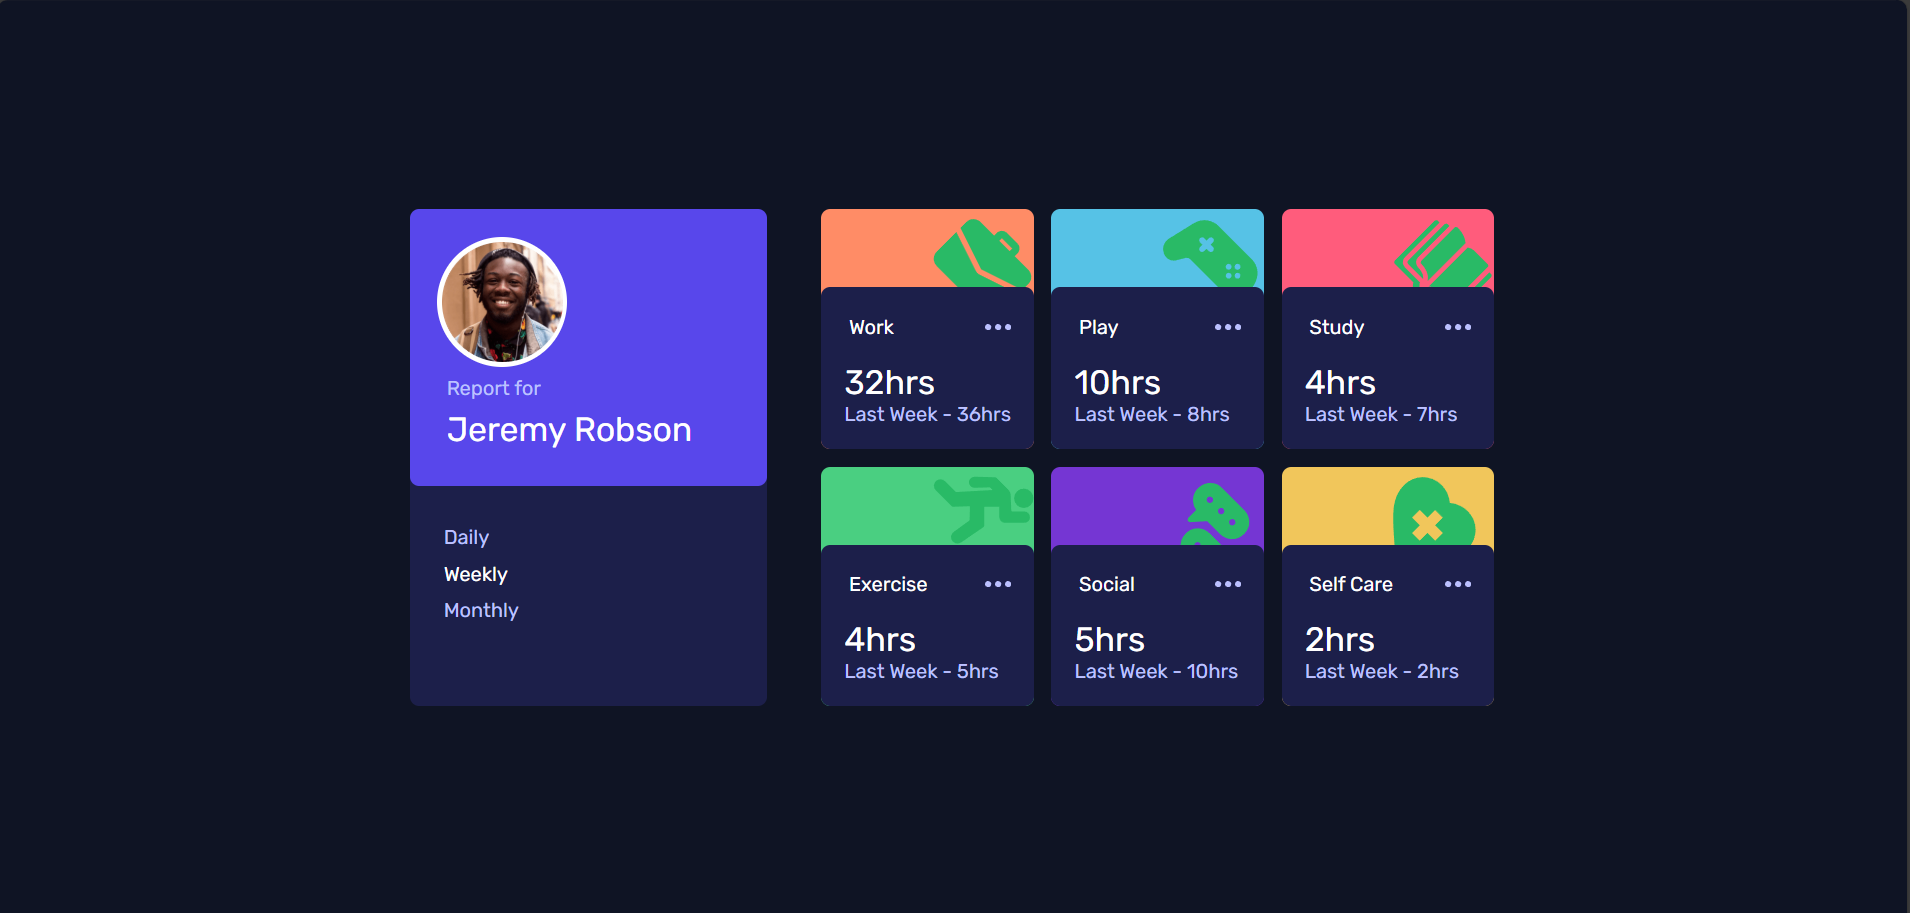 Report for
Jeremy Robson
Daily
Weekly
Monthly
Work
32hrs
Last Week - 36hrs
Play
10hrs
Last Week - 8hrs
Study
4hrs
Last Week - 7hrs
Exercise
4hrs
Last Week - 5hrs
Social
5hrs
Last Week - 10hrs
Self Care
2hrs
Last Week - 2hrs